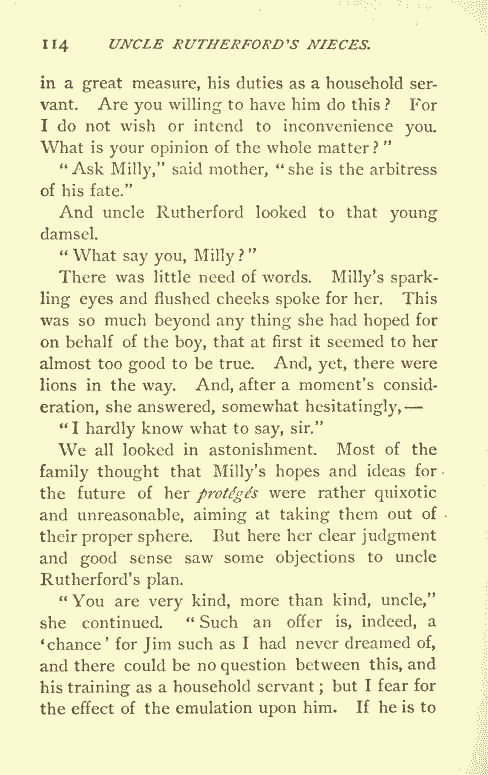 114 UNCLE RUTHERFORD'S NIECES.
in a great measure, his duties as a household ser-
vant. Are you willing to have him do this? For
I do not wish or intend to inconvenience you.
What is your opinion of the whole matter?"
"Ask Milly," said mother, "she is the arbitress
of his fate."
And uncle Rutherford looked to that young
damsel.
"What say you, Milly?"
There was little need of words. Milly's spark-
ling eyes and flushed cheeks spoke for her. This
was so much beyond any thing she had hoped for
on behalf of the boy, that at first it seemed to her
almost too good to be true. And, yet, there were
lions in the way. And, after a moment's consid-
eration, she answered, somewhat hesitatingly,—
"I hardly know what to say, sir."
We all looked in astonishment. Most of the
family thought that Milly's hopes and ideas for
the future of her protégés were rather quixotic
and unreasonable, aiming at taking them out of
their proper sphere. But here her clear judgment
and good sense saw some objections to uncle
Rutherford's plan.
"You are very kind, more than kind, uncle,"
she continued. "Such an offer is, indeed, a
'chance' for Jim such as I had never dreamed of,
and there could be no question between this, and
his training as a household servant; but I fear for
the effect of the emulation upon him. If he is to